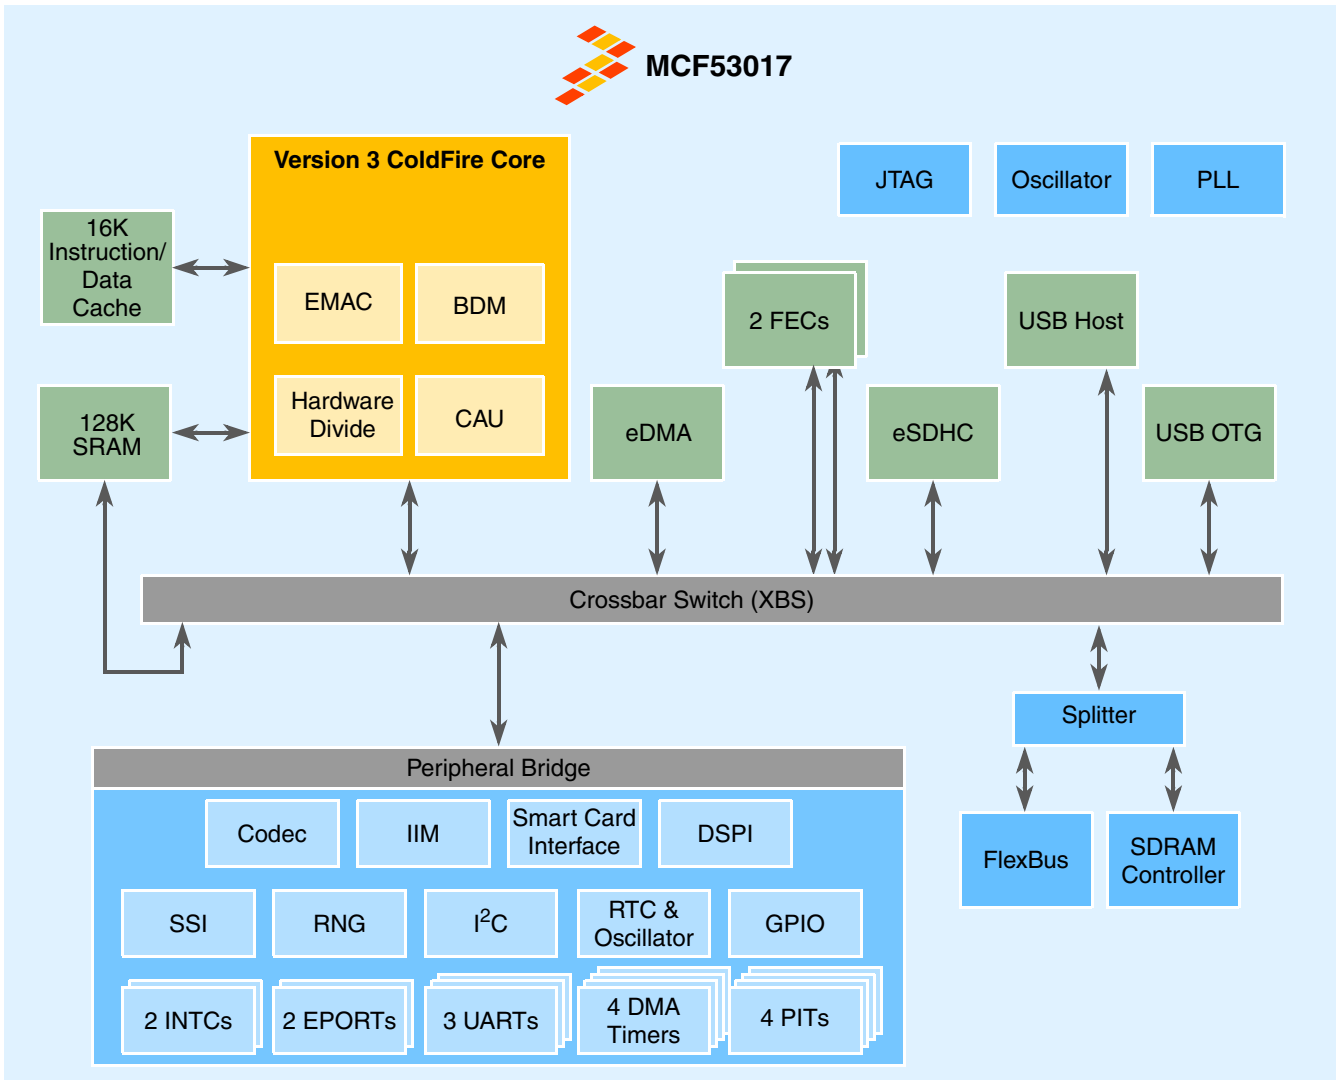 MCF53017
Version 3 ColdFire Core
JTAG
Oscillator
PLL
16K
Instruction/
Data
Cache
EMAC
BDM
2 FECs
USB Host
Hardware
Divide
CAU
128K
SRAM
eDMA
eSDHC
USB OTG
Crossbar Switch (XBS)
Splitter
Peripheral Bridge
Codec
IIM
Smart Card
Interface
DSPI
FlexBus
SDRAM
Controller
SSI
RNG
I²C
RTC &
Oscillator
GPIO
2 INTCs
2 EPORTs
3 UARTs
4 DMA
Timers
4 PITs